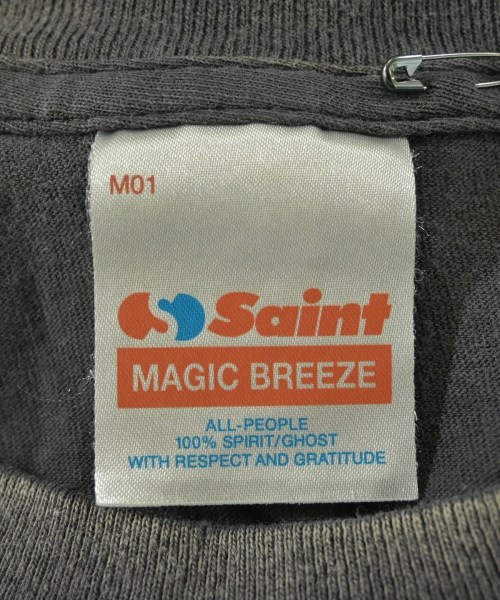 M01
Saint
MAGIC BREEZE
ALL-PEOPLE
100% SPIRIT/GHOST
WITH RESPECT AND GRATITUDE